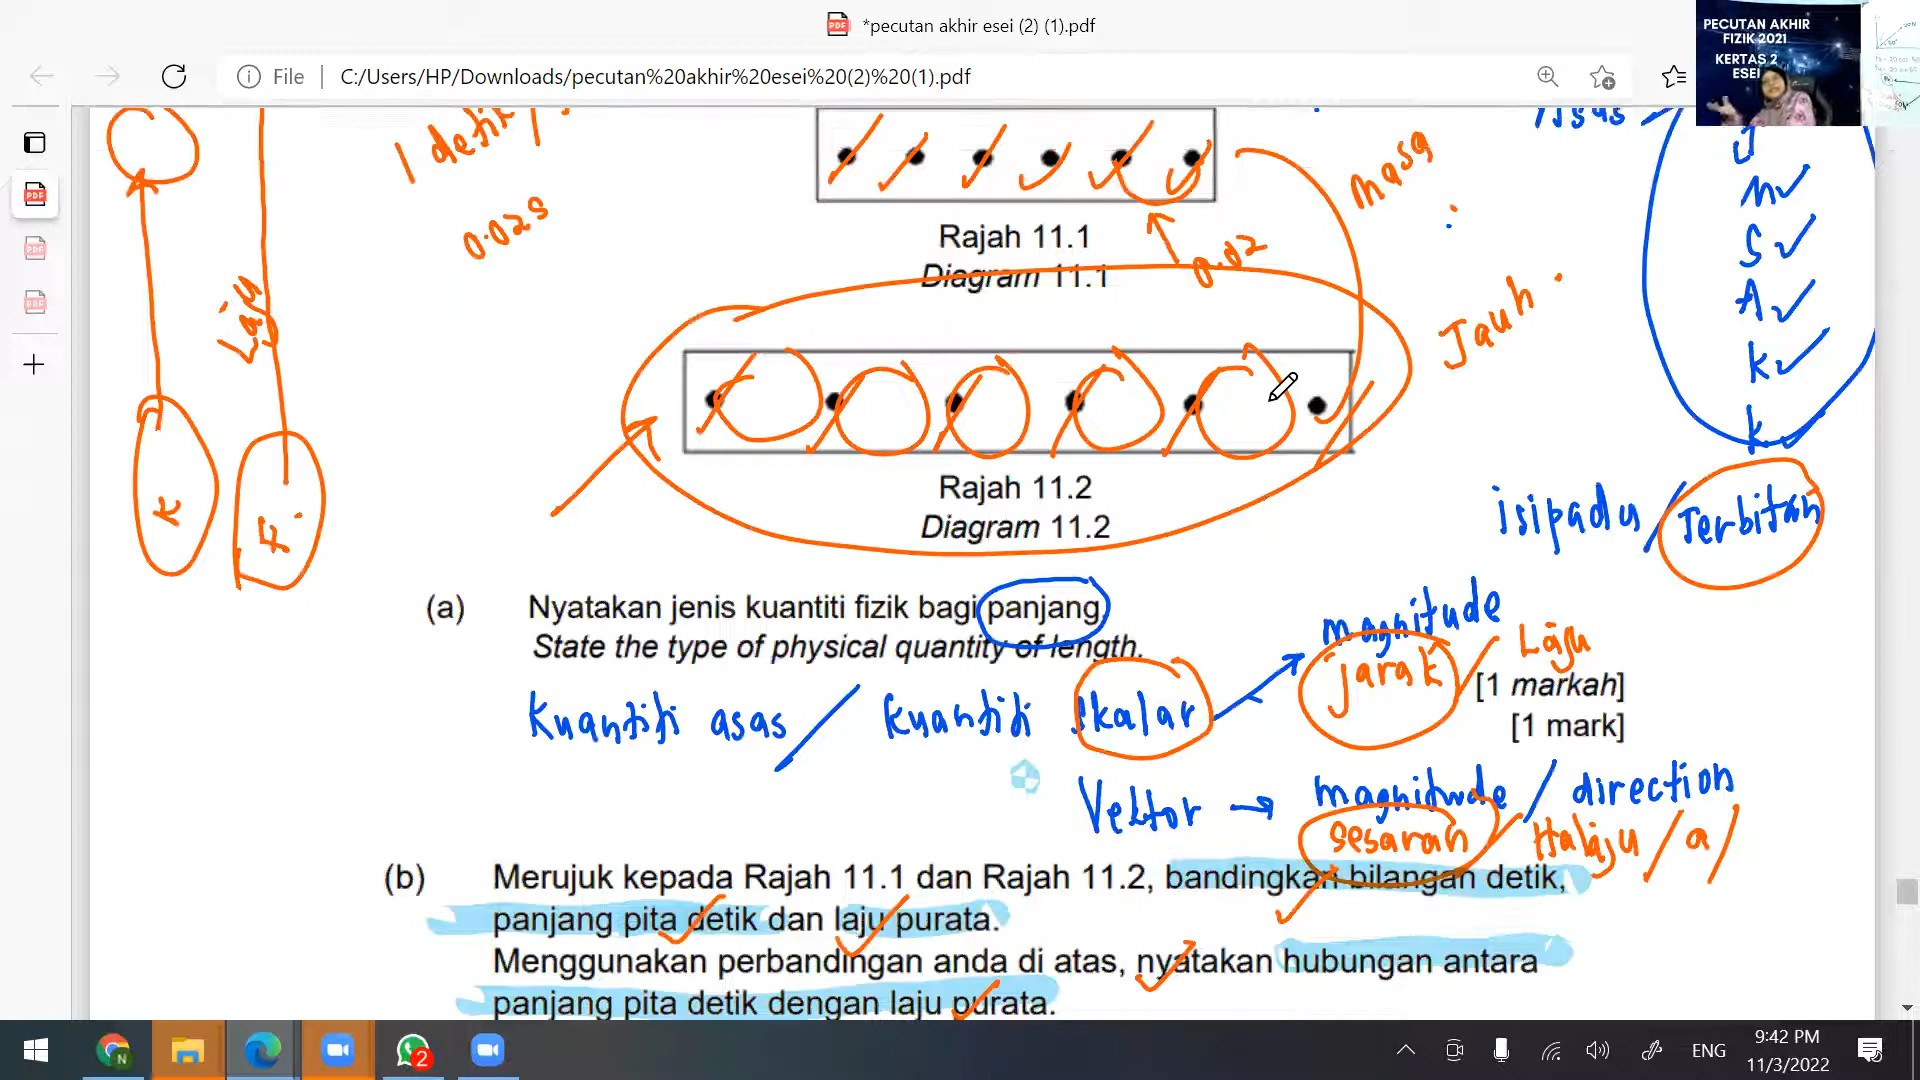 *pecutan akhir esei (2) (1).pdf
File | C:/Users/HP/Downloads/pecutan%20akhir%20esei%20(2)%20(1).pdf
PECUTAN AKHIR
FIZIK 2021
KERTAS 2
ESEI
1 detik
0.02s
Laju
K
F.
Rajah 11.1
Diagram 11.1
0.02
Masa
:
Jauh .
Rajah 11.2
Diagram 11.2
J
m
S
A
K
k
isipadu / Terbitan
(a) Nyatakan jenis kuantiti fizik bagi panjang.
State the type of physical quantity of length.
magnitude
jarak / Laju
[1 markah]
[1 mark]
Kuantiti asas / kuantiti skalar
Vektor → magnitude / direction
sesaran / Halaju / a /
(b) Merujuk kepada Rajah 11.1 dan Rajah 11.2, bandingkan bilangan detik,
panjang pita detik dan laju purata.
Menggunakan perbandingan anda di atas, nyatakan hubungan antara
panjang pita detik dengan laju purata.
N
2
ENG
9:42 PM
11/3/2022